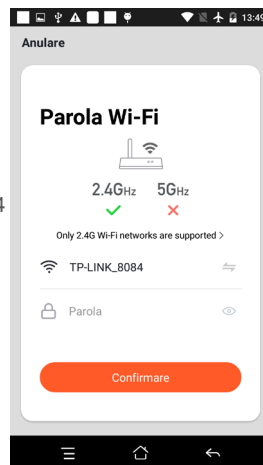 13:49
Anulare
Parola Wi-Fi
2.4GHz 5GHz
4
Only 2.4G Wi-Fi networks are supported >
TP-LINK_8084
Parola
Confirmare